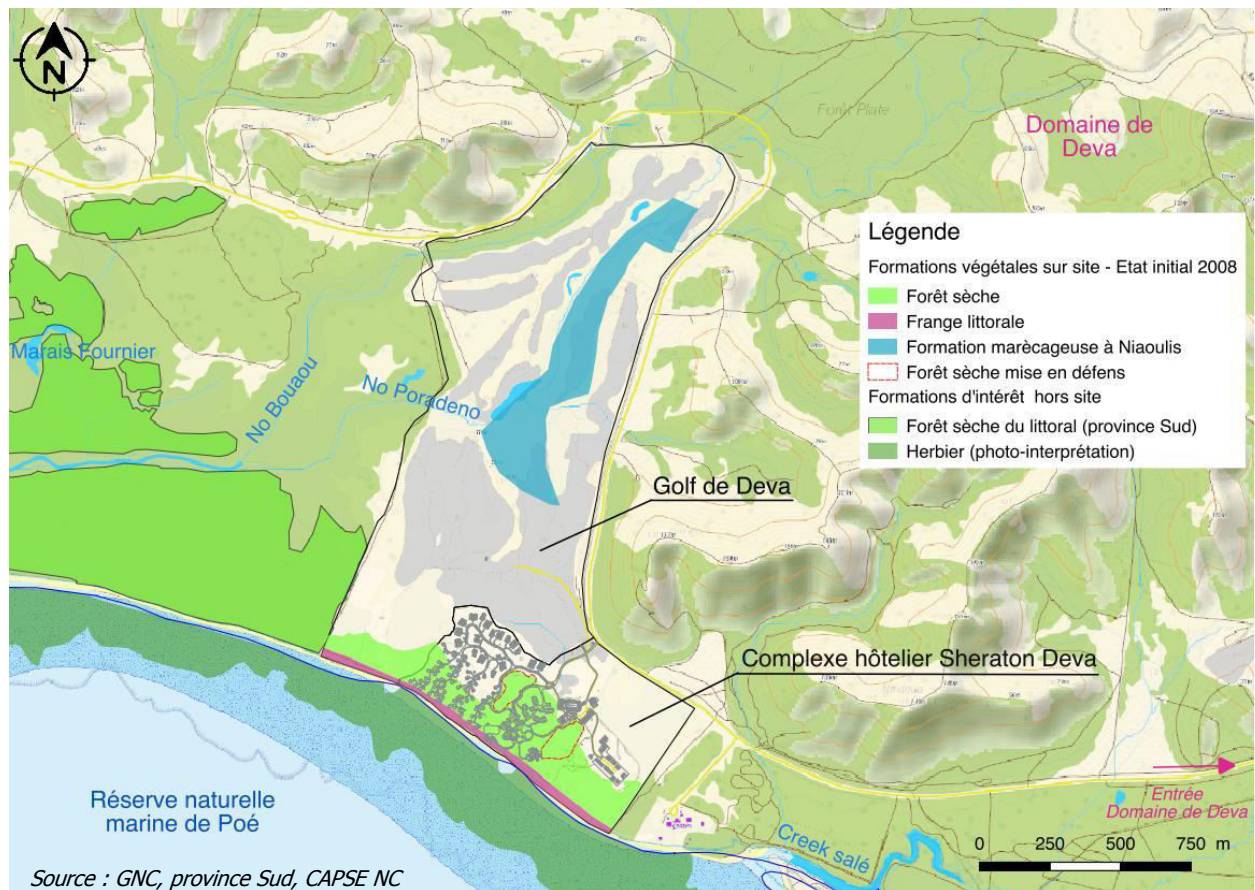 N
Forêt Plate
Domaine de
Deva
Légende
Formations végétales sur site - Etat initial 2008
Forêt sèche
Frange littorale
Formation marècageuse à Niaoulis
Forêt sèche mise en défens
Formations d'intérêt hors site
Forêt sèche du littoral (province Sud)
Herbier (photo-interprétation)
Marais Fournier
No Bouaou
No Poradeno
Golf de Deva
Complexe hôtelier Sheraton Deva
Réserve naturelle
marine de Poé
Entrée
Domaine de Deva
Creek salé
0 250 500 750 m
Source : GNC, province Sud, CAPSE NC